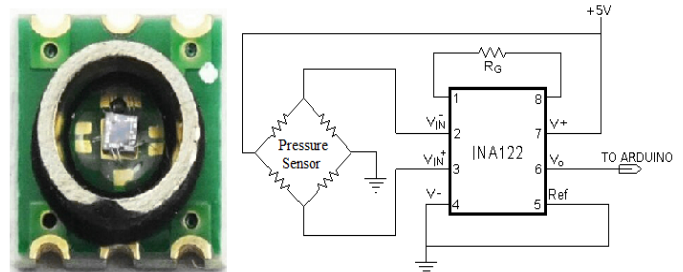 +5V
RG
1
8
VIN-
2
7
V+
Pressure
Sensor
INA122
VIN+
3
6
Vo
TO ARDUINO
V-
4
5
Ref